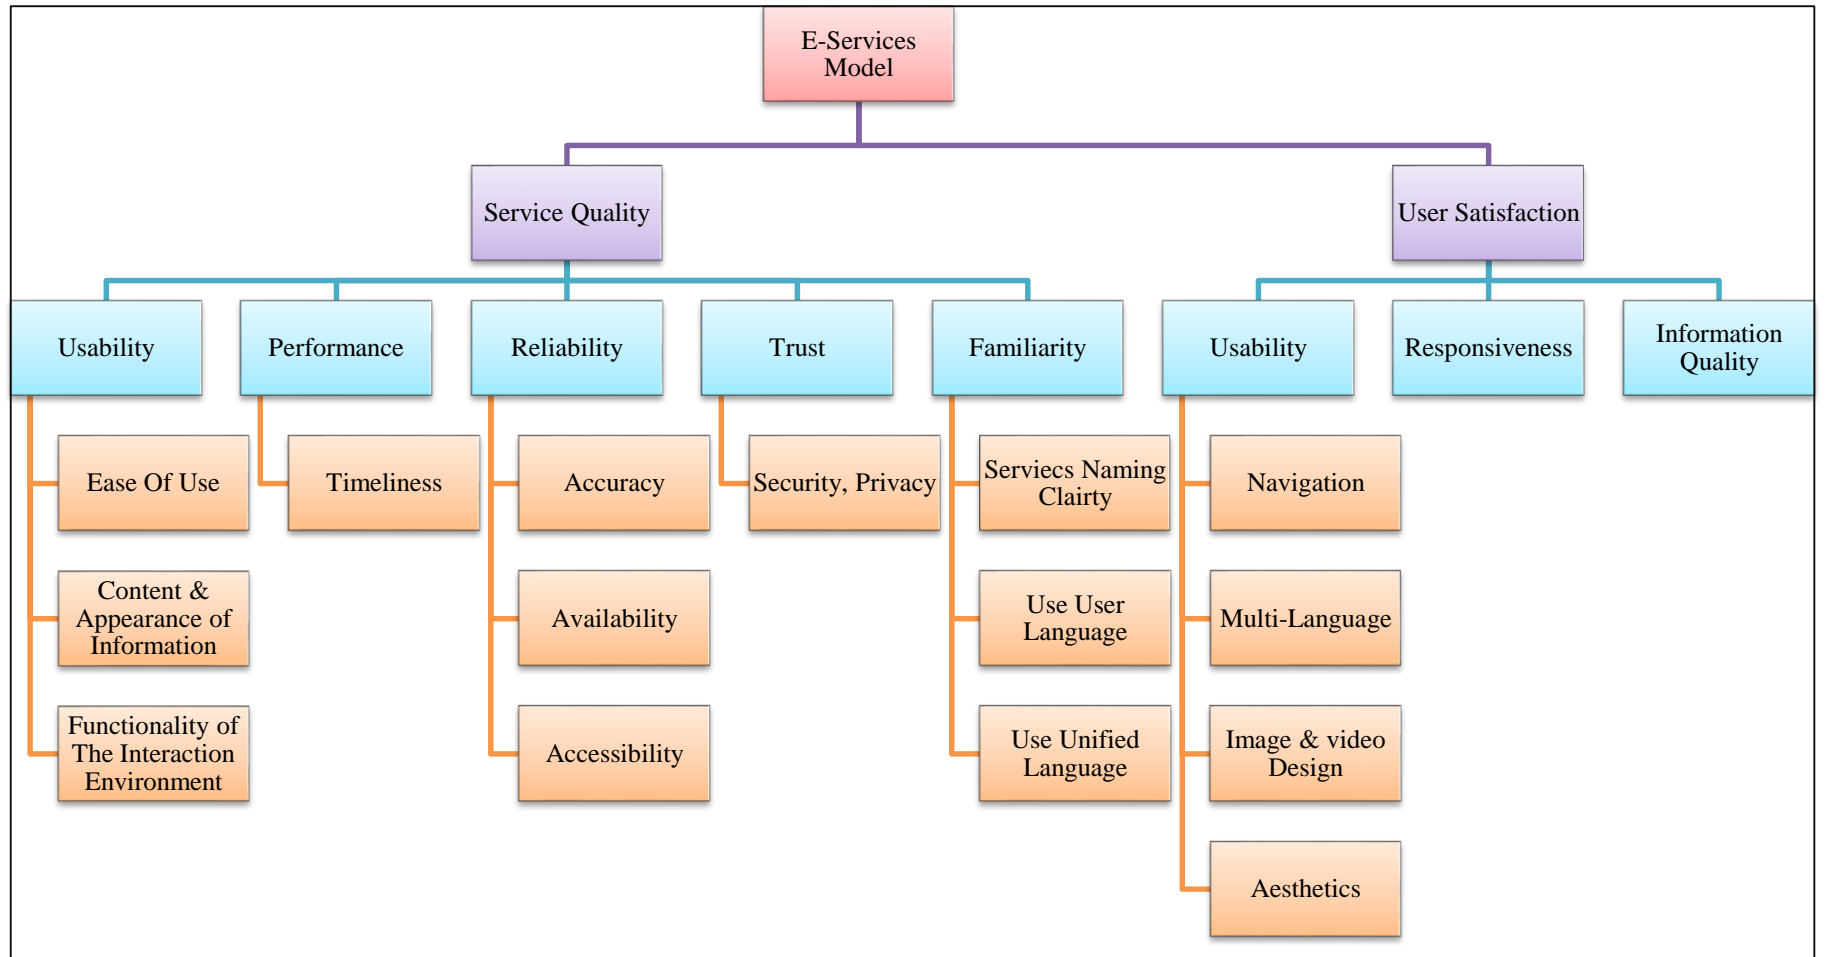 E-Services
Model
Service Quality
User Satisfaction
Usability
Performance
Reliability
Trust
Familiarity
Usability
Responsiveness
Information
Quality
Ease Of Use
Timeliness
Accuracy
Security, Privacy
Serviecs Naming
Clairty
Navigation
Content &
Appearance of
Information
Availability
Use User
Language
Multi-Language
Functionality of
The Interaction
Environment
Accessibility
Use Unified
Language
Image & video
Design
Aesthetics